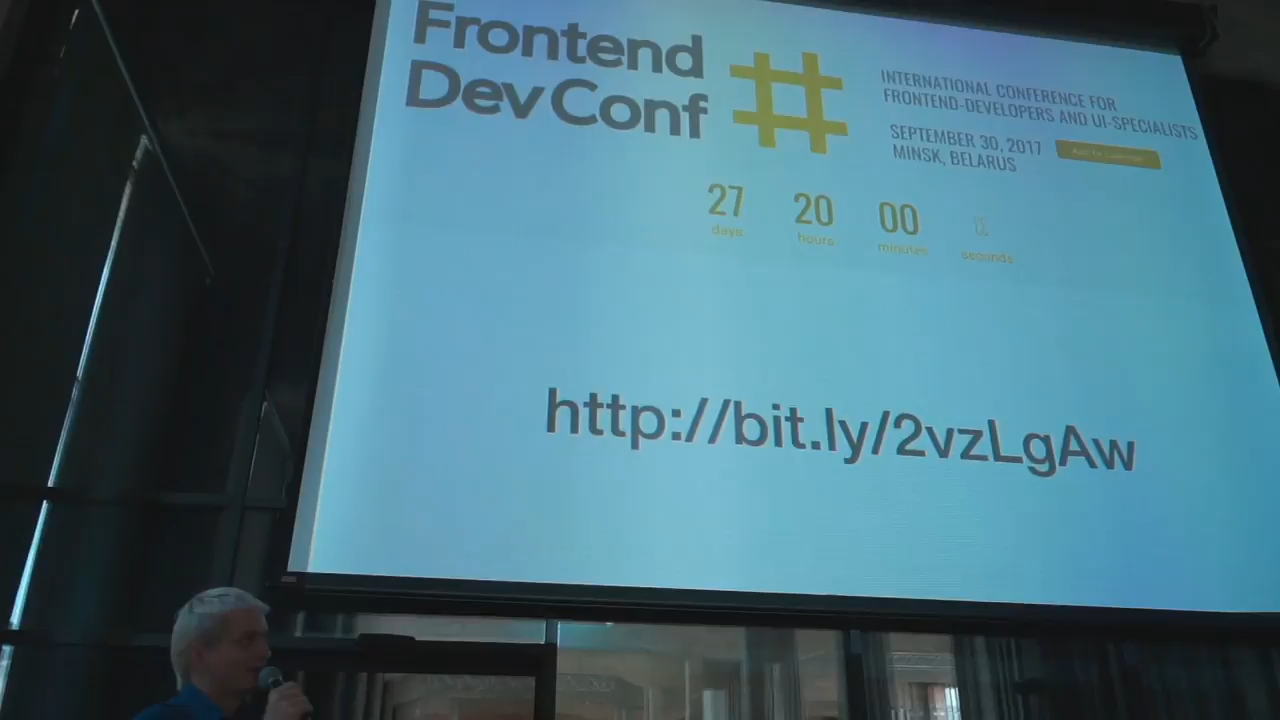 Frontend
Dev Conf
INTERNATIONAL CONFERENCE FOR
FRONTEND-DEVELOPERS AND UI-SPECIALISTS
SEPTEMBER 30, 2017
MINSK, BELARUS
27 20 00
days hours minutes seconds
http://bit.ly/2vzLgAw